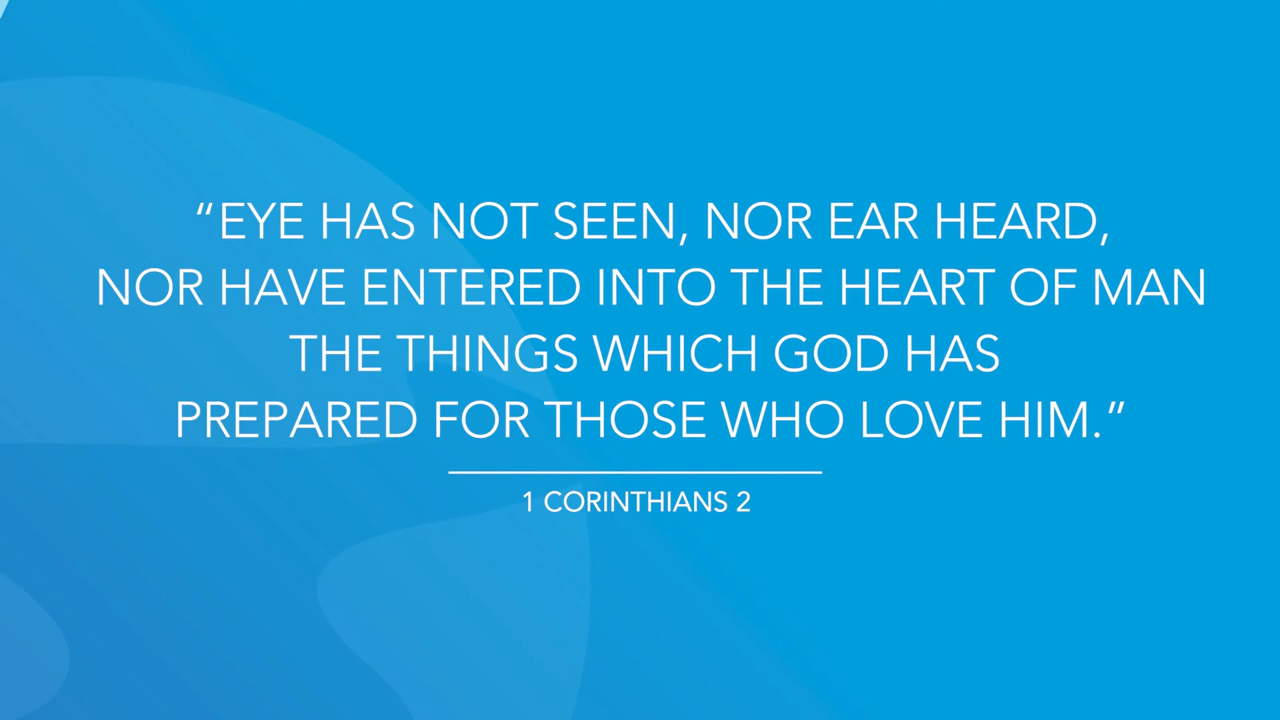 “EYE HAS NOT SEEN, NOR EAR HEARD,
NOR HAVE ENTERED INTO THE HEART OF MAN
THE THINGS WHICH GOD HAS
PREPARED FOR THOSE WHO LOVE HIM.”
1 CORINTHIANS 2